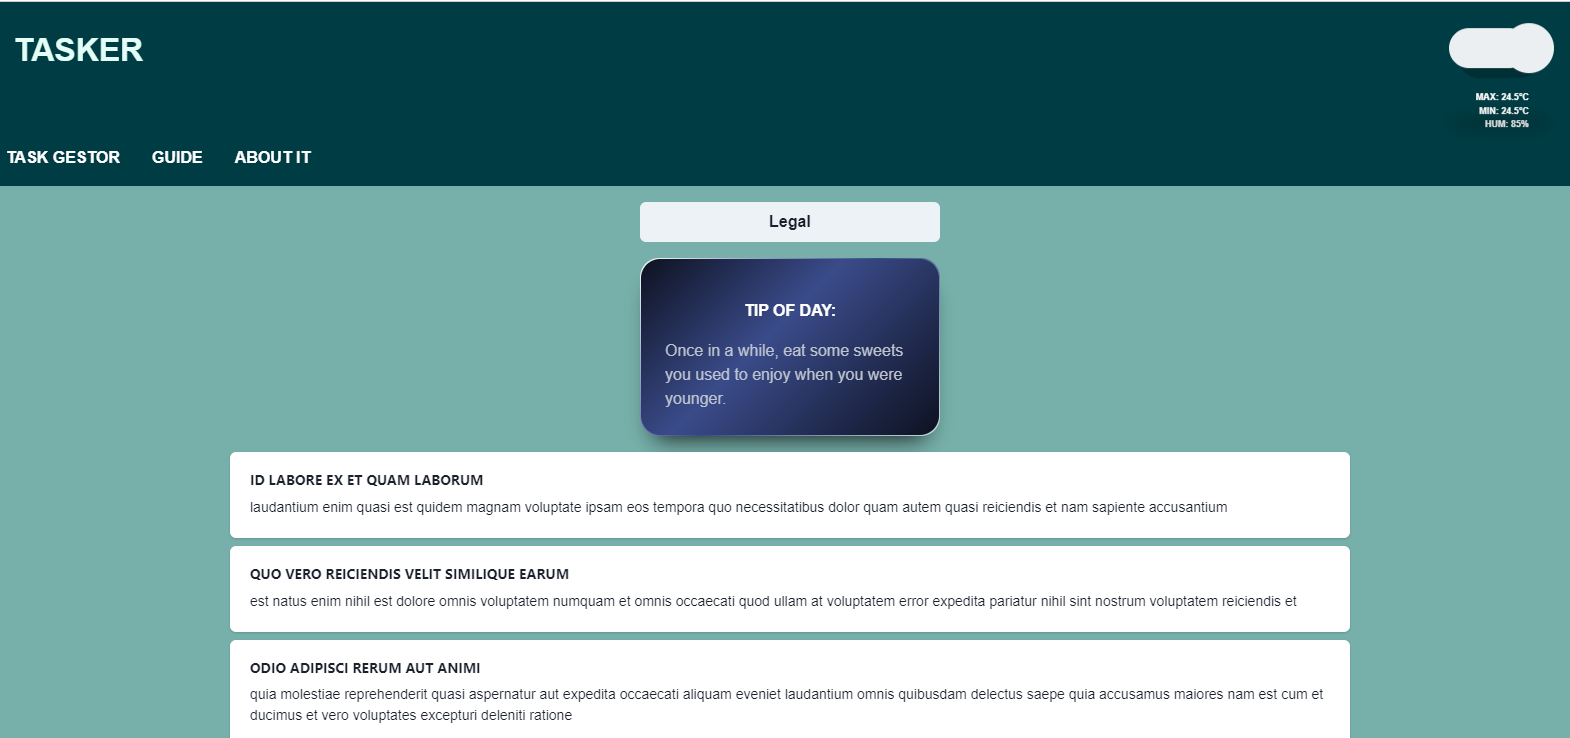 TASKER
MAX: 24.5°C
MIN: 24.5°C
HUM: 85%
TASK GESTOR GUIDE ABOUT IT
Legal
TIP OF DAY:
Once in a while, eat some sweets
you used to enjoy when you were
younger.
ID LABORE EX ET QUAM LABORUM
laudantium enim quasi est quidem magnam voluptate ipsam eos tempora quo necessitatibus dolor quam autem quasi reiciendis et nam sapiente accusantium
QUO VERO REICIENDIS VELIT SIMILIQUE EARUM
est natus enim nihil est dolore omnis voluptatem numquam et omnis occaecati quod ullam at voluptatem error expedita pariatur nihil sint nostrum voluptatem reiciendis et
ODIO ADIPISCI RERUM AUT ANIMI
quia molestiae reprehenderit quasi aspernatur aut expedita occaecati aliquam eveniet laudantium omnis quibusdam delectus saepe quia accusamus maiores nam est cum et
ducimus et vero voluptates excepturi deleniti ratione